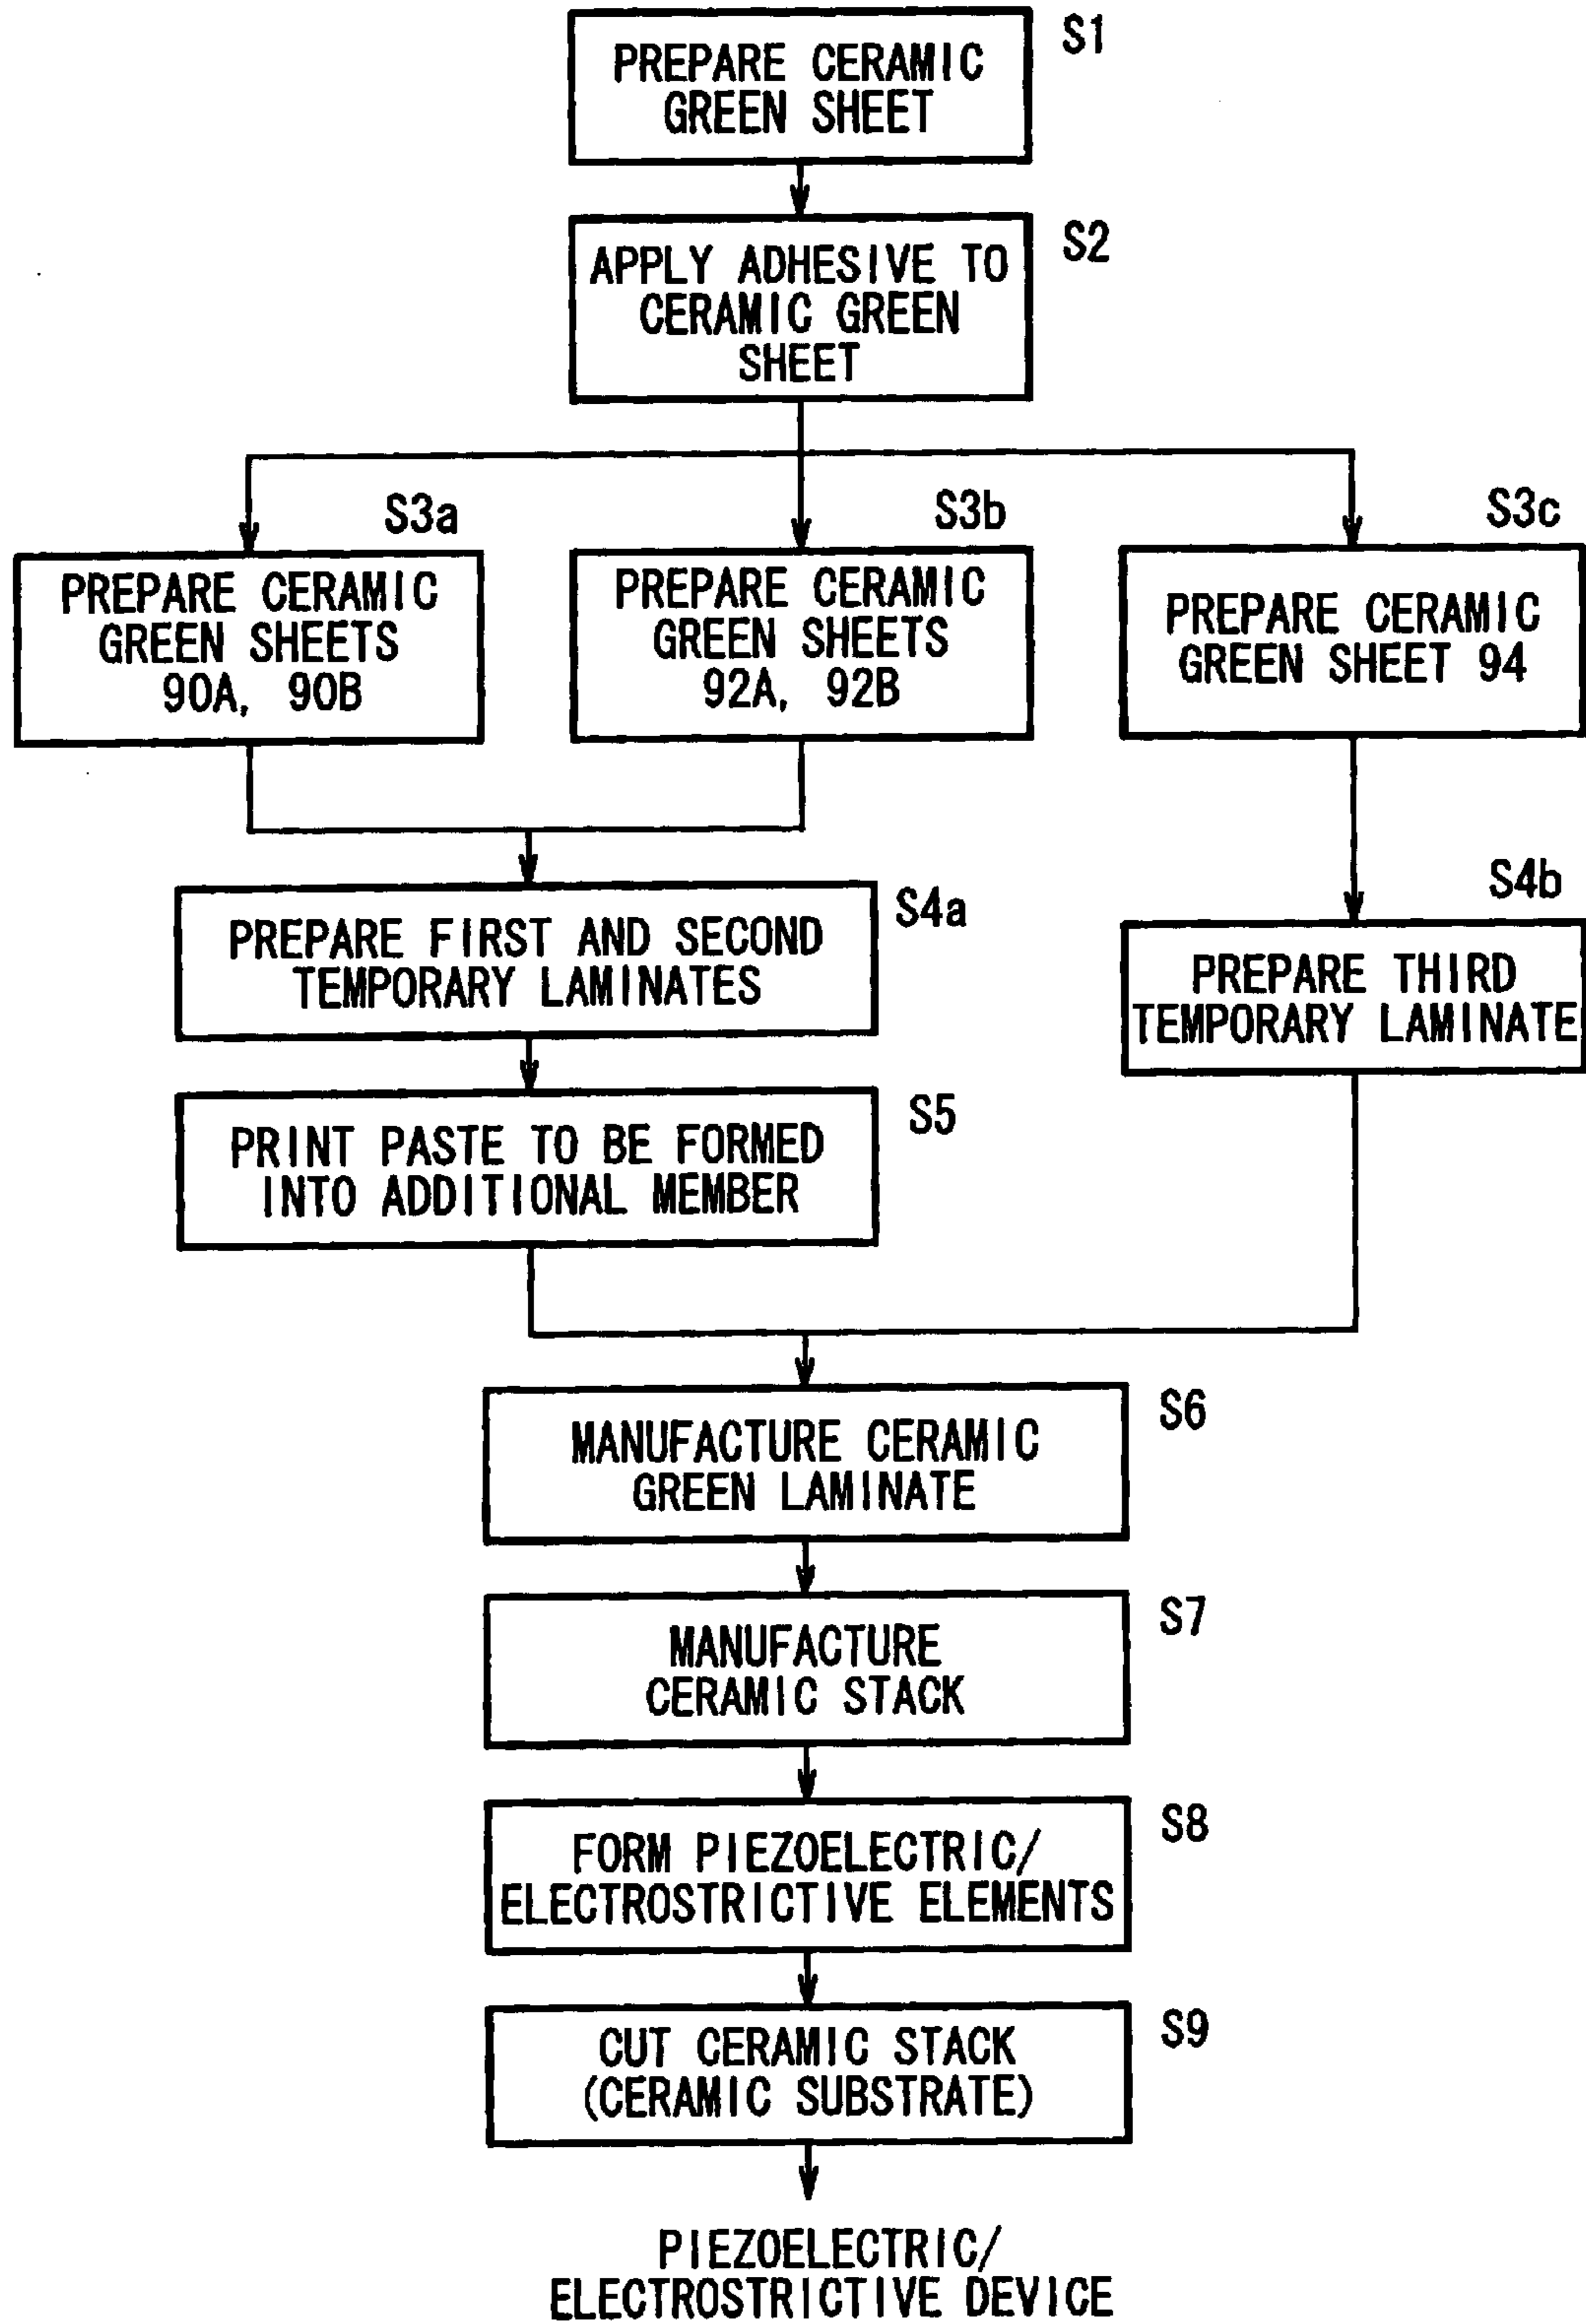 S1
PREPARE CERAMIC
GREEN SHEET
S2
APPLY ADHESIVE TO
CERAMIC GREEN
SHEET
S3a
PREPARE CERAMIC
GREEN SHEETS
90A, 90B
S3b
PREPARE CERAMIC
GREEN SHEETS
92A, 92B
S3c
PREPARE CERAMIC
GREEN SHEET 94
S4a
PREPARE FIRST AND SECOND
TEMPORARY LAMINATES
S4b
PREPARE THIRD
TEMPORARY LAMINATE
S5
PRINT PASTE TO BE FORMED
INTO ADDITIONAL MEMBER
S6
MANUFACTURE CERAMIC
GREEN LAMINATE
S7
MANUFACTURE
CERAMIC STACK
S8
FORM PIEZOELECTRIC/
ELECTROSTRICTIVE ELEMENTS
S9
CUT CERAMIC STACK
(CERAMIC SUBSTRATE)
PIEZOELECTRIC/
ELECTROSTRICTIVE DEVICE